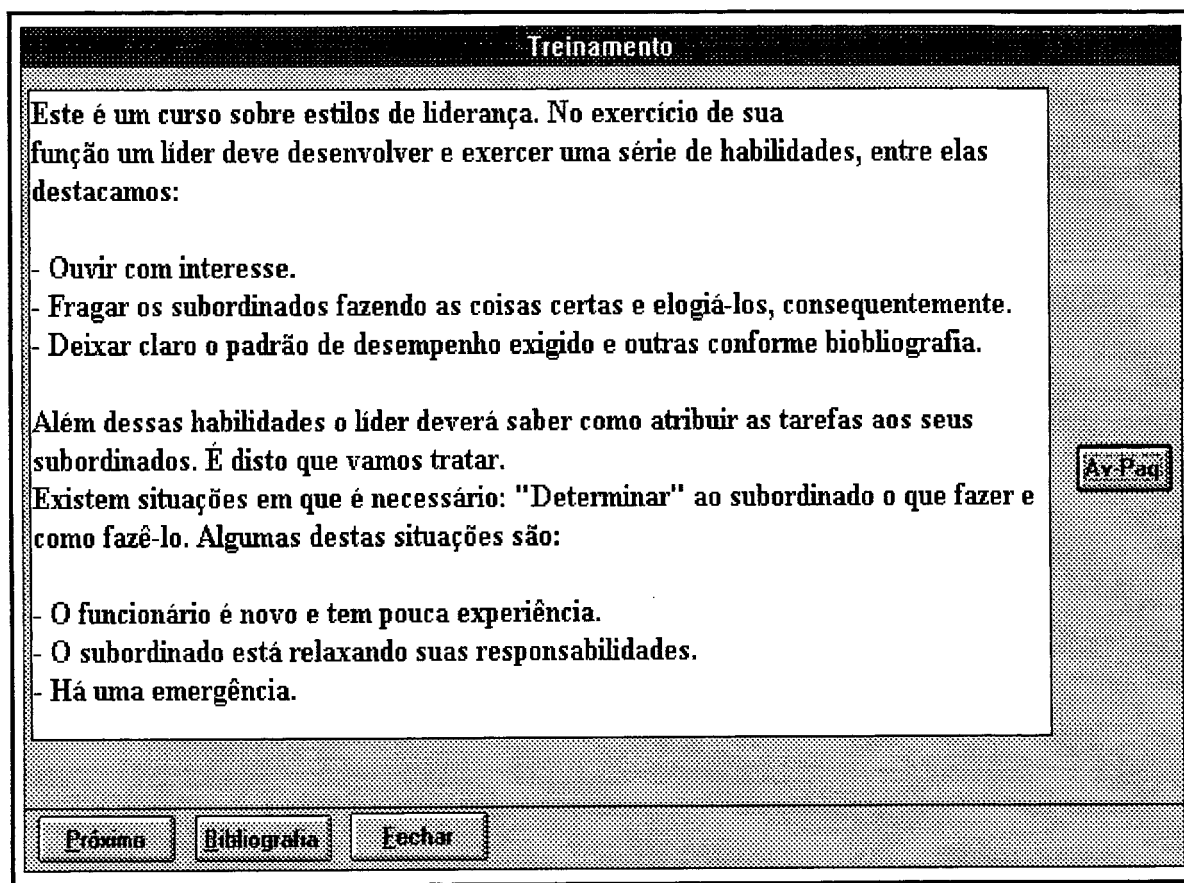 Treinamento
Este é um curso sobre estilos de liderança. No exercício de sua
função um líder deve desenvolver e exercer uma série de habilidades, entre elas
destacamos:
- Ouvir com interesse.
- Fragar os subordinados fazendo as coisas certas e elogiá-los, consequentemente.
- Deixar claro o padrão de desempenho exigido e outras conforme biobliografia.
Além dessas habilidades o líder deverá saber como atribuir as tarefas aos seus
subordinados. É disto que vamos tratar.
Av-Pag
Existem situações em que é necessário: "Determinar" ao subordinado o que fazer e
como fazê-lo. Algumas destas situações são:
- O funcionário é novo e tem pouca experiência.
- O subordinado está relaxando suas responsabilidades.
- Há uma emergência.
Próximo Bibliografia Fechar